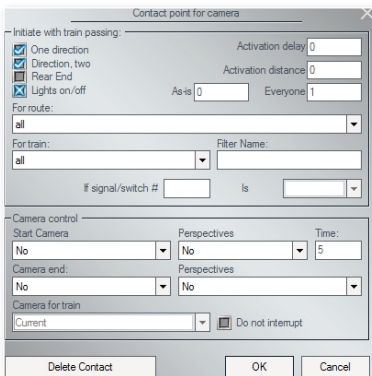 Contact point for camera
Initiate with train passing:
One direction
Activation delay 0
Direction, two
Rear End
Activation distance 0
Lights on/off
As-is 0
Everyone 1
For route:
all
For train:
Filter Name:
all
If signal/switch #
Is
Camera control
Start Camera
Perspectives
Time:
No
No
5
Camera end:
Perspectives
No
No
Camera for train
Current
Do not interrupt
Delete Contact
OK
Cancel